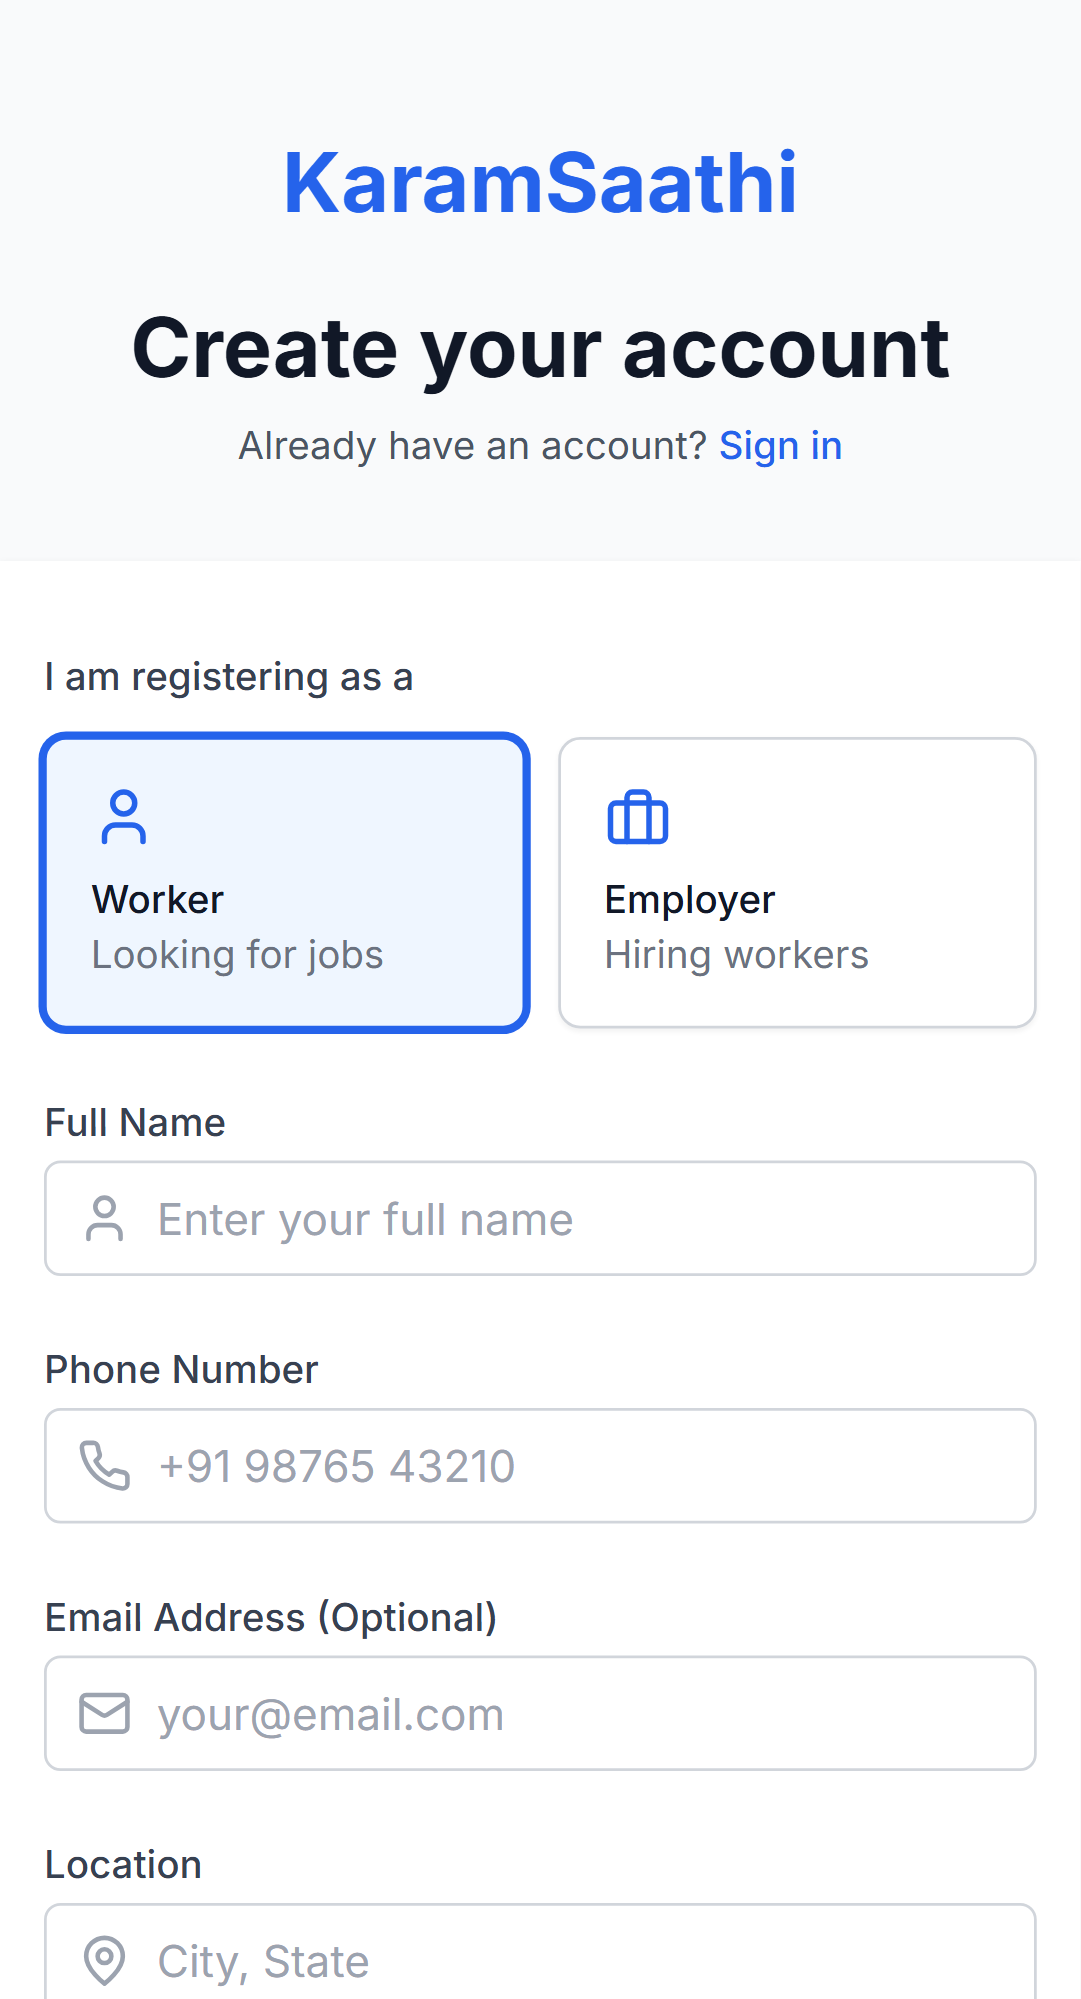 KaramSaathi
Create your account
Already have an account? Sign in
I am registering as a
Worker
Looking for jobs
Employer
Hiring workers
Full Name
Enter your full name
Phone Number
+91 98765 43210
Email Address (Optional)
your@email.com
Location
City, State